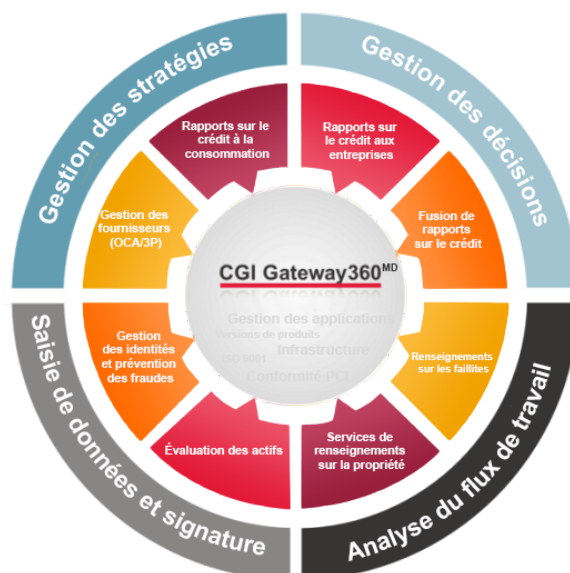 Gestion des stratégies
Gestion des décisions
Rapports sur le
crédit à la
consommation
Rapports sur
le crédit aux
entreprises
Gestion des
fournisseurs
(OCA/3P)
Fusion de
rapports
sur le crédit
CGI Gateway360MD
Gestion des applications
Versions de produits
ISO 9001
Infrastructure
Conformité PCI
Gestion
des identités
et prévention
des fraudes
Renseignements
sur les faillites
Évaluation des actifs
Services de
renseignements
sur la propriété
Saisie de données et signature
Analyse du flux de travail